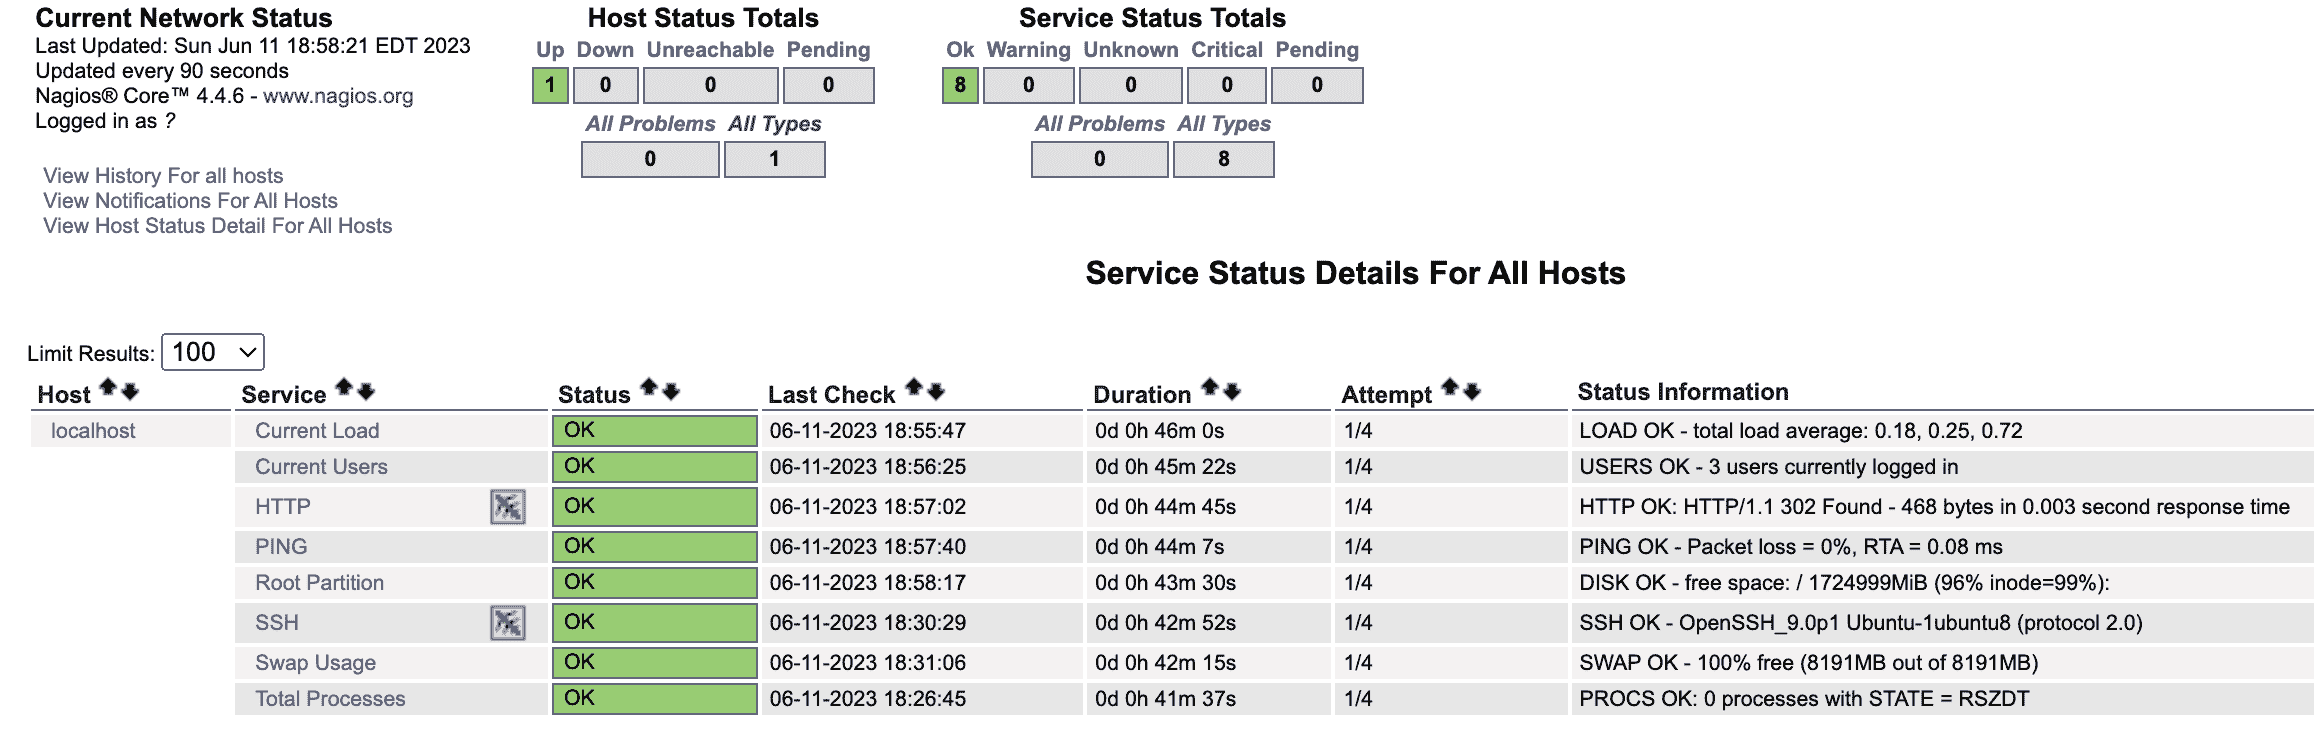 Current Network Status
Last Updated: Sun Jun 11 18:58:21 EDT 2023
Updated every 90 seconds
Nagios® Core™ 4.4.6 - www.nagios.org
Logged in as ?
View History For all hosts
View Notifications For All Hosts
View Host Status Detail For All Hosts
Host Status Totals
Up Down Unreachable Pending
1 0 0 0
All Problems All Types
0 1
Service Status Totals
Ok Warning Unknown Critical Pending
8 0 0 0 0
All Problems All Types
0 8
Service Status Details For All Hosts
Limit Results: 100
Host Service Status Last Check Duration Attempt Status Information
localhost Current Load OK 06-11-2023 18:55:47 0d 0h 46m 0s 1/4 LOAD OK - total load average: 0.18, 0.25, 0.72
Current Users OK 06-11-2023 18:56:25 0d 0h 45m 22s 1/4 USERS OK - 3 users currently logged in
HTTP OK 06-11-2023 18:57:02 0d 0h 44m 45s 1/4 HTTP OK: HTTP/1.1 302 Found - 468 bytes in 0.003 second response time
PING OK 06-11-2023 18:57:40 0d 0h 44m 7s 1/4 PING OK - Packet loss = 0%, RTA = 0.08 ms
Root Partition OK 06-11-2023 18:58:17 0d 0h 43m 30s 1/4 DISK OK - free space: / 1724999MiB (96% inode=99%):
SSH OK 06-11-2023 18:30:29 0d 0h 42m 52s 1/4 SSH OK - OpenSSH_9.0p1 Ubuntu-1ubuntu8 (protocol 2.0)
Swap Usage OK 06-11-2023 18:31:06 0d 0h 42m 15s 1/4 SWAP OK - 100% free (8191MB out of 8191MB)
Total Processes OK 06-11-2023 18:26:45 0d 0h 41m 37s 1/4 PROCS OK: 0 processes with STATE = RSZDT